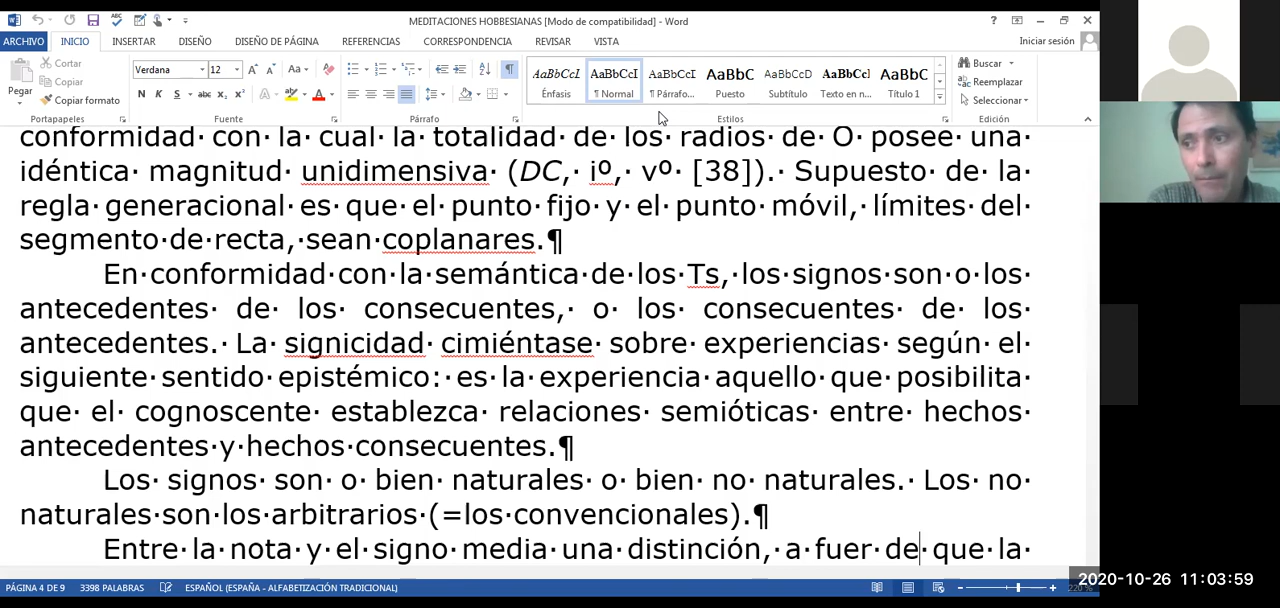 MEDITACIONES HOBBESIANAS [Modo de compatibilidad] - Word
ARCHIVO INICIO INSERTAR DISEÑO DISEÑO DE PÁGINA REFERENCIAS CORRESPONDENCIA REVISAR VISTA Iniciar sesión
Pegar
Cortar
Copiar
Copiar formato
Portapapeles
Verdana 12
Fuente
Párrafo
AaBbCcI AaBbCcI AaBbCcI AaBbC AaBbCcD AaBbCcI AaBbC
Énfasis ¶ Normal ¶ Párrafo... Puesto Subtítulo Texto en n... Título 1
Estilos
Buscar
Reemplazar
Seleccionar
Edición
conformidad con la cual la totalidad de los radios de O posee una
idéntica magnitud unidimensiva (DC, iº, vº [38]). Supuesto de la
regla generacional es que el punto fijo y el punto móvil, límites del
segmento de recta, sean coplanares.¶
En conformidad con la semántica de los Ts, los signos son o los
antecedentes de los consecuentes, o los consecuentes de los
antecedentes. La signicidad cimiéntase sobre experiencias según el
siguiente sentido epistémico: es la experiencia aquello que posibilita
que el cognoscente establezca relaciones semióticas entre hechos
antecedentes y hechos consecuentes.¶
Los signos son o bien naturales o bien no naturales. Los no
naturales son los arbitrarios (=los convencionales).¶
Entre la nota y el signo media una distinción, a fuer de que la
PÁGINA 4 DE 9 3398 PALABRAS ESPAÑOL (ESPAÑA - ALFABETIZACIÓN TRADICIONAL) 220 %
2020-10-26 11:03:59